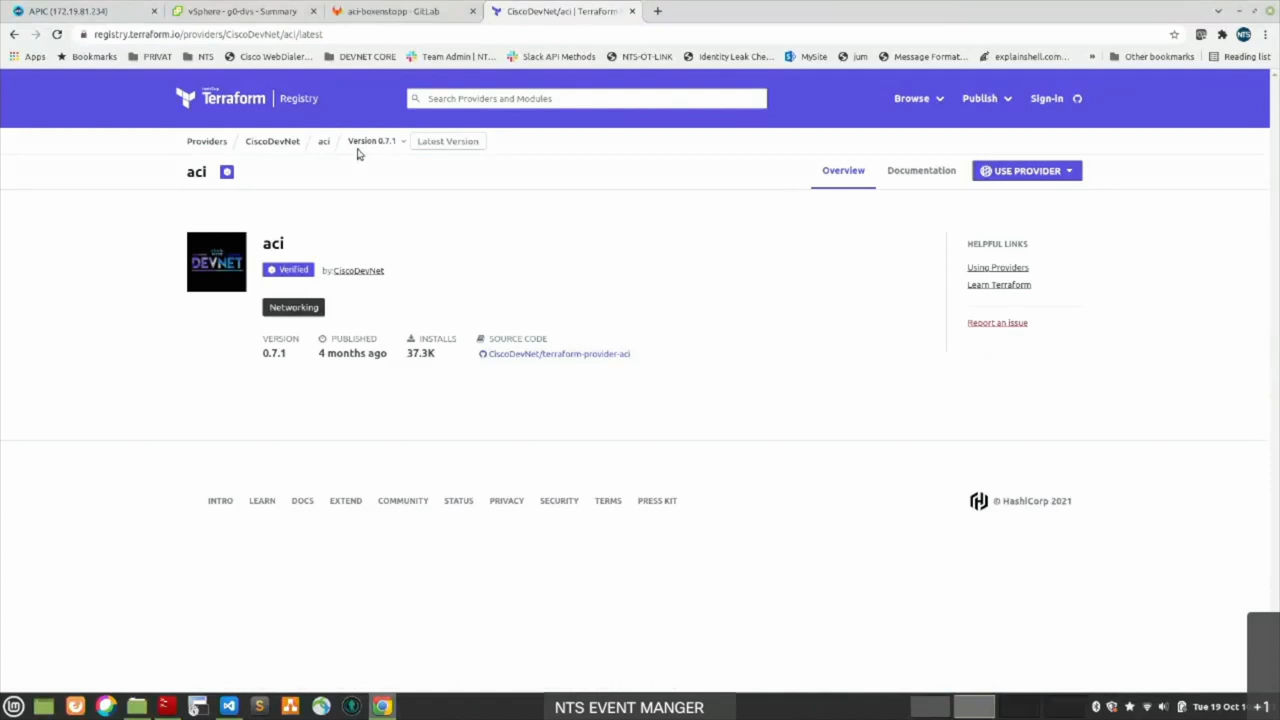 APIC (172.19.81.234)
vSphere - g0-dvs - Summary
aci-boxenstopp · GitLab
CiscoDevNet/aci | Terraform
registry.terraform.io/providers/CiscoDevNet/aci/latest
NTS
Apps
Bookmarks
PRIVAT
NTS
Cisco WebDialer...
DEVNET CORE
Team Admin | NT...
Slack API Methods
NTS-OT-LINK
Identity Leak Che...
MySite
jum
Message Format...
explainshell.com...
»
Other bookmarks
Reading list
HashiCorp
Terraform | Registry
Search Providers and Modules
Browse
Publish
Sign-in
Providers / CiscoDevNet / aci / Version 0.7.1
Latest Version
aci
Overview
Documentation
USE PROVIDER
DEVNET
aci
Verified
by:CiscoDevNet
Networking
VERSION
0.7.1
PUBLISHED
4 months ago
INSTALLS
37.3K
SOURCE CODE
CiscoDevNet/terraform-provider-aci
HELPFUL LINKS
Using Providers
Learn Terraform
Report an issue
INTRO
LEARN
DOCS
EXTEND
COMMUNITY
STATUS
PRIVACY
SECURITY
TERMS
PRESS KIT
© HashiCorp 2021
NTS EVENT MANGER
Tue 19 Oct
+1